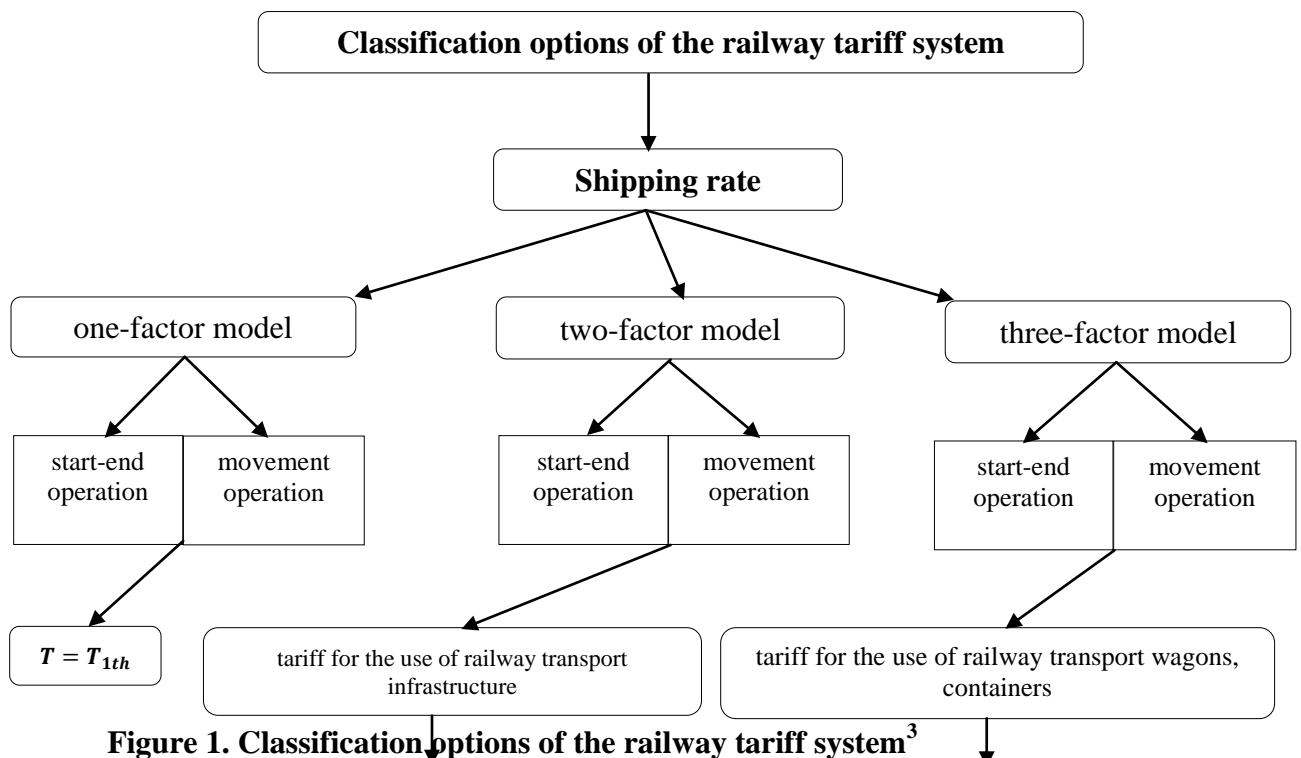 Classification options of the railway tariff system
Shipping rate
one-factor model
two-factor model
three-factor model
start-end
operation
movement
operation
start-end
operation
movement
operation
start-end
operation
movement
operation
T = T_{1th}
tariff for the use of railway transport
infrastructure
tariff for the use of railway transport wagons,
containers
Figure 1. Classification options of the railway tariff system³